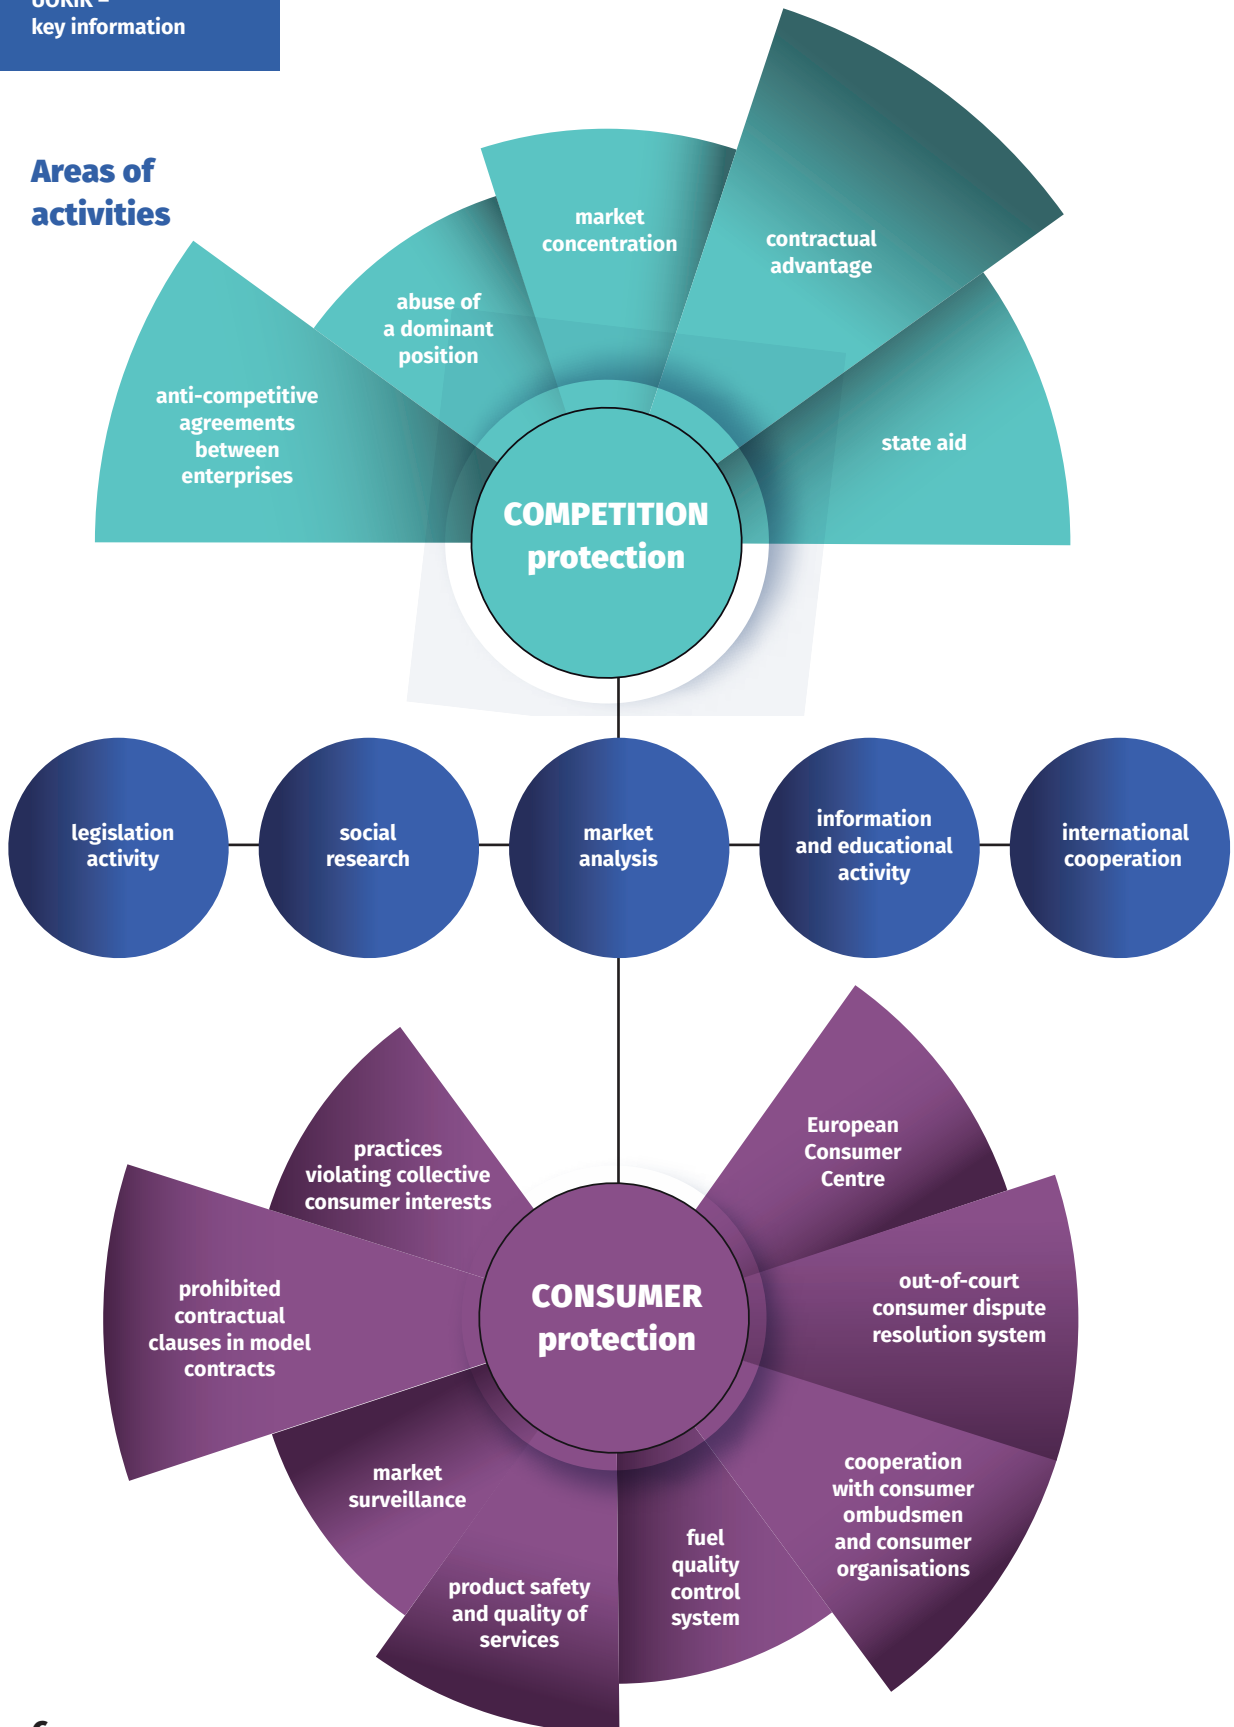 UOKiK –
key information
Areas of
activities
market
concentration
contractual
advantage
abuse of
a dominant
position
anti-competitive
agreements
between
enterprises
state aid
COMPETITION
protection
legislation
activity
social
research
market
analysis
information
and educational
activity
international
cooperation
practices
violating collective
consumer interests
European
Consumer
Centre
prohibited
contractual
clauses in model
contracts
CONSUMER
protection
out-of-court
consumer dispute
resolution system
market
surveillance
product safety
and quality of
services
fuel
quality
control
system
cooperation
with consumer
ombudsmen
and consumer
organisations